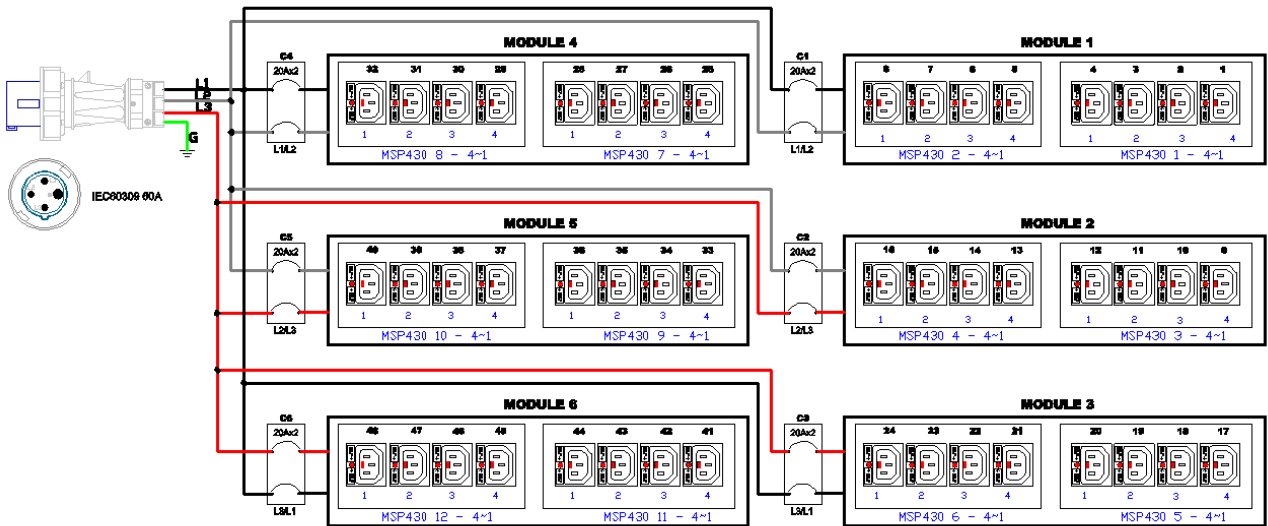 MODULE 4 MODULE 1
C4 C1
20Ax2 32 31 30 29 28 27 26 25 20Ax2 8 7 6 5 4 3 2 1
L1
L2
L3
G
1 2 3 4 1 2 3 4 1 2 3 4 1 2 3 4
L1/L2 MSP430 8 - 4~1 MSP430 7 - 4~1 L1/L2 MSP430 2 - 4~1 MSP430 1 - 4~1
IEC60309 60A
MODULE 5 MODULE 2
C5 C2
20Ax2 40 39 38 37 36 35 34 33 20Ax2 16 15 14 13 12 11 10 9
1 2 3 4 1 2 3 4 1 2 3 4 1 2 3 4
L2/L3 MSP430 10 - 4~1 MSP430 9 - 4~1 L2/L3 MSP430 4 - 4~1 MSP430 3 - 4~1
MODULE 6 MODULE 3
C6 C3
20Ax2 48 47 46 45 44 43 42 41 20Ax2 24 23 22 21 20 19 18 17
1 2 3 4 1 2 3 4 1 2 3 4 1 2 3 4
L3/L1 MSP430 12 - 4~1 MSP430 11 - 4~1 L3/L1 MSP430 6 - 4~1 MSP430 5 - 4~1